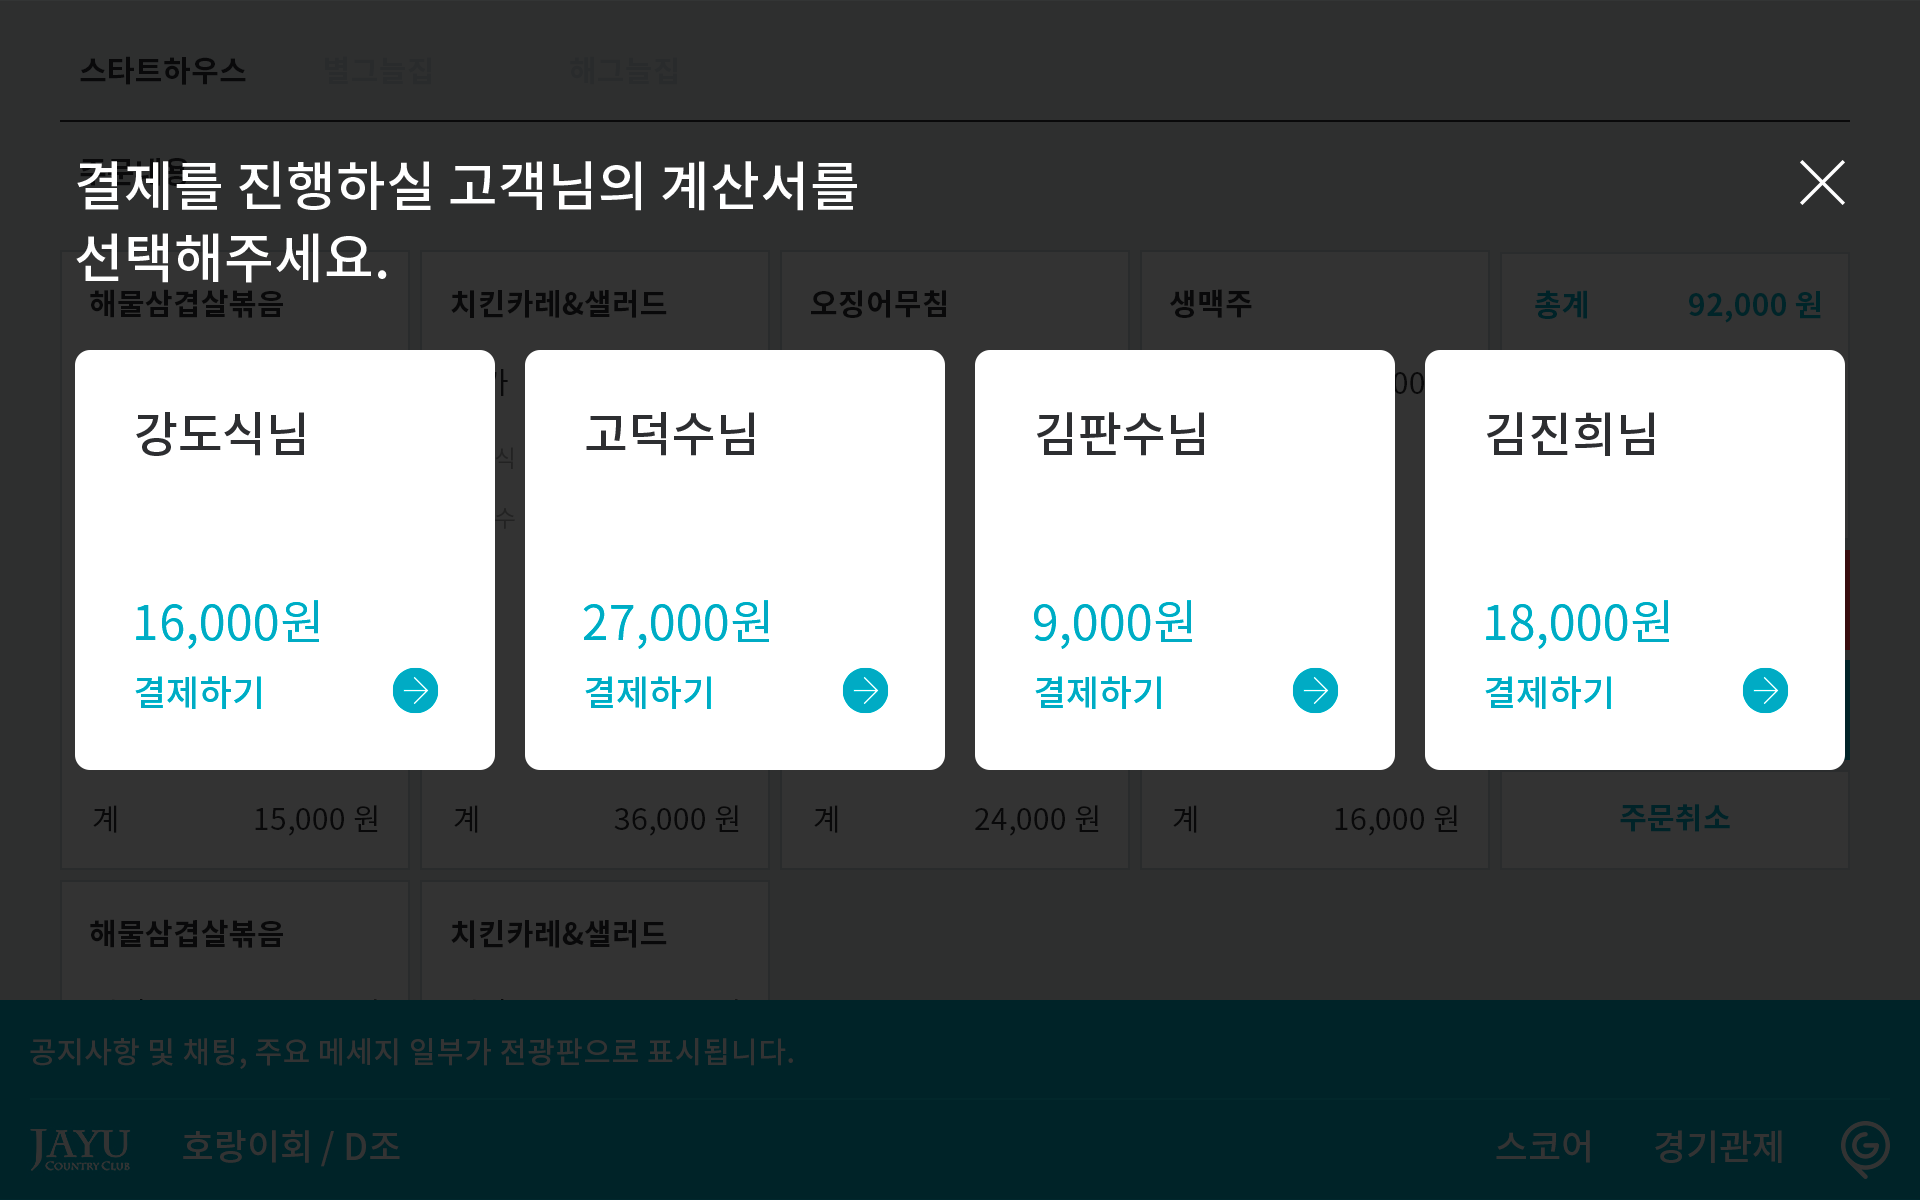 스타트하우스 별그늘집 해그늘집
결제를 진행하실 고객님의 계산서를
선택해주세요.
해물삼겹살볶음 치킨카레&샐러드 오징어무침 생맥주 총계 92,000 원
강도식님 고덕수님 김판수님 김진희님
16,000원 27,000원 9,000원 18,000원
결제하기 결제하기 결제하기 결제하기
계 15,000 원 계 36,000 원 계 24,000 원 계 16,000 원 주문취소
해물삼겹살볶음 치킨카레&샐러드
공지사항 및 채팅, 주요 메세지 일부가 전광판으로 표시됩니다.
JAYU
COUNTRY CLUB
호랑이회 / D조 스코어 경기관제